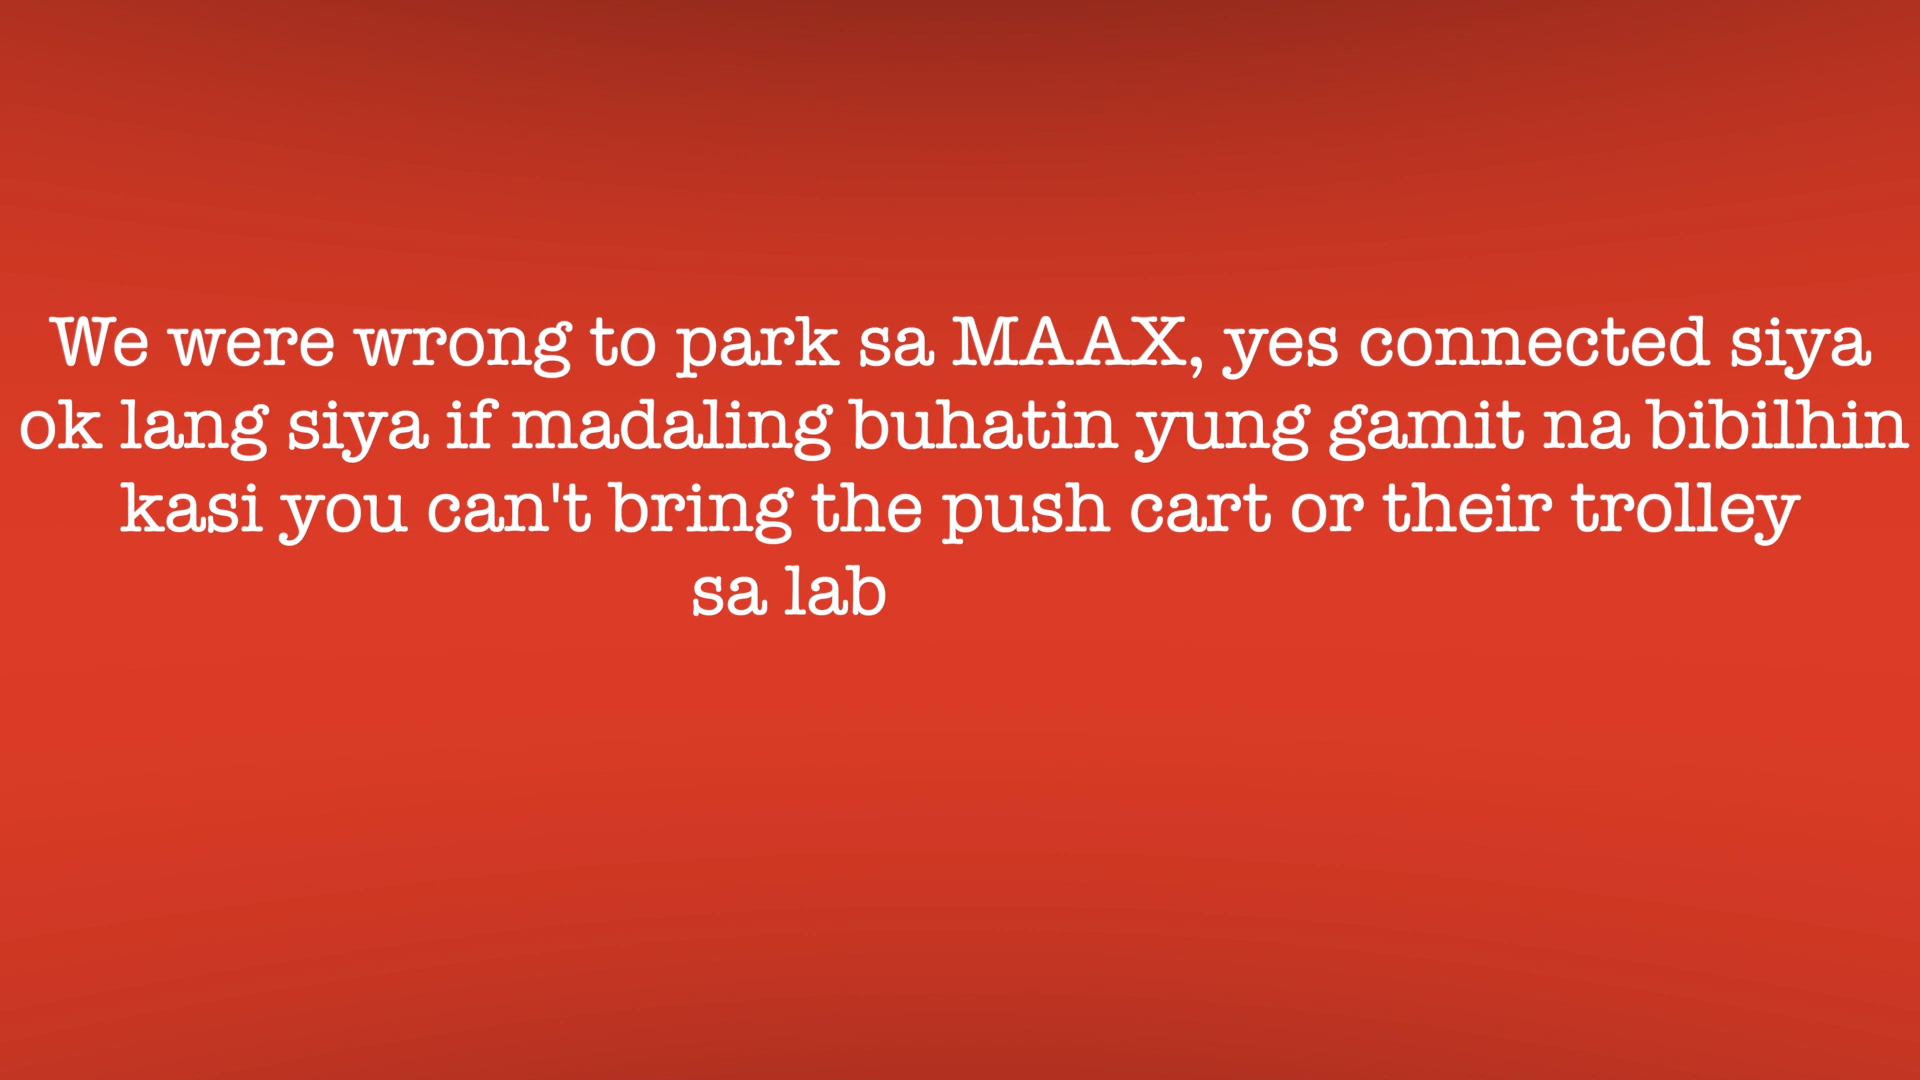 We were wrong to park sa MAAX, yes connected siya
ok lang siya if madaling buhatin yung gamit na bibilhin
kasi you can't bring the push cart or their trolley
sa lab